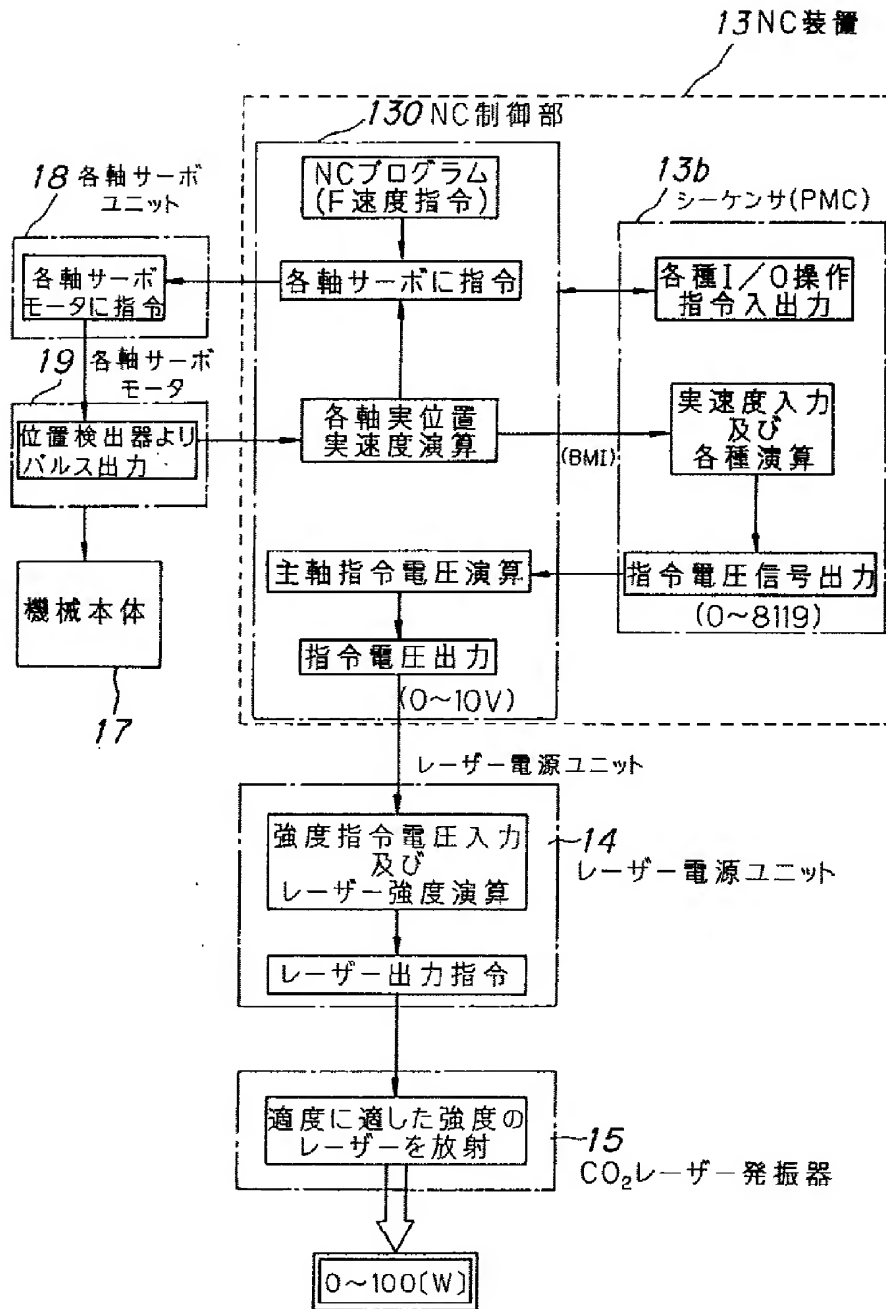 13 NC装置
130 NC制御部
NCプログラム
(F速度指令)
各軸サーボに指令
各軸実位置
実速度演算
主軸指令電圧演算
指令電圧出力
(0〜10V)
18 各軸サーボ
ユニット
各軸サーボ
モータに指令
19 各軸サーボ
モータ
位置検出器より
パルス出力
機械本体
17
13b
シーケンサ(PMC)
各種I/O操作
指令入出力
実速度入力
及び
各種演算
(BMI)
指令電圧信号出力
(0〜8119)
レーザー電源ユニット
強度指令電圧入力
及び
レーザー強度演算
レーザー出力指令
14
レーザー電源ユニット
適度に適した強度の
レーザーを放射
15
CO₂レーザー発振器
0〜100(W)